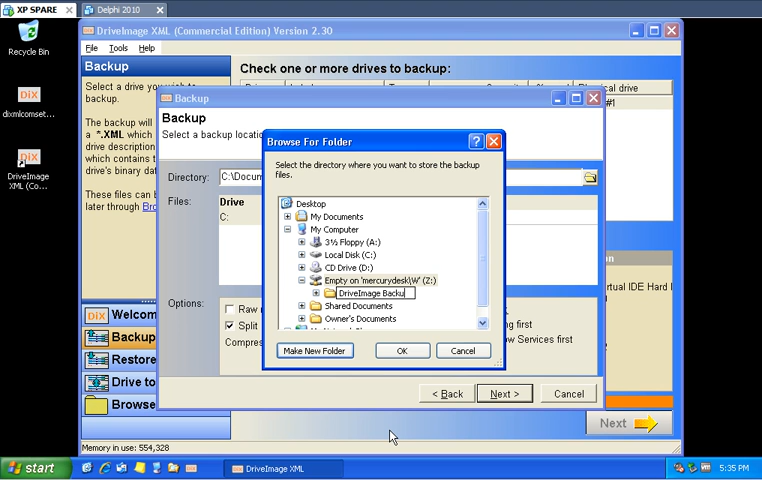 XP SPARE
Delphi 2010
Recycle Bin
dixmlcomset...
DriveImage
XML (Co...
DriveImage XML (Commercial Edition) Version 2.30
File Tools Help
Backup
Select a drive you wish to
backup.
The backup will
a *.XML which
drive description
which contains t
drive's binary dat
These files can b
later through Bro
Welcom
Backup
Restore
Drive to
Browse
Check one or more drives to backup:
#1
Next
Memory in use: 554,328
Backup
Backup
Select a backup locatio
Directory: C:\Docum
Files:
Drive
C:
Options:
Raw
Split
Compres
ng first
ow Services first
< Back
Next >
Cancel
Browse For Folder
Select the directory where you want to store the backup
files.
Desktop
My Documents
My Computer
3½ Floppy (A:)
Local Disk (C:)
CD Drive (D:)
Empty on 'mercurydesk\W' (Z:)
DriveImage Backu
Shared Documents
Owner's Documents
Make New Folder
OK
Cancel
irtual IDE Hard
start
DriveImage XML
5:35 PM